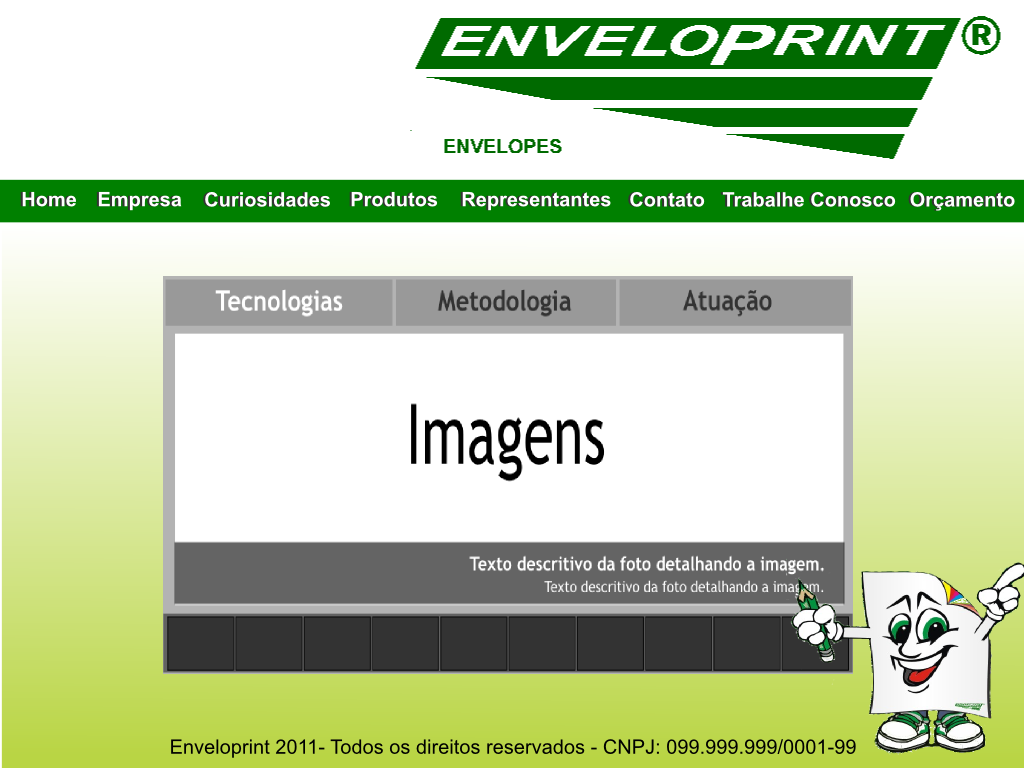 ENVELOPRINT®
ENVELOPES
Home Empresa Curiosidades Produtos Representantes Contato Trabalhe Conosco Orçamento
Tecnologias Metodologia Atuação
Imagens
Texto descritivo da foto detalhando a imagem.
Texto descritivo da foto detalhando a imagem.
ENVELOPRINT
Enveloprint 2011- Todos os direitos reservados - CNPJ: 099.999.999/0001-99